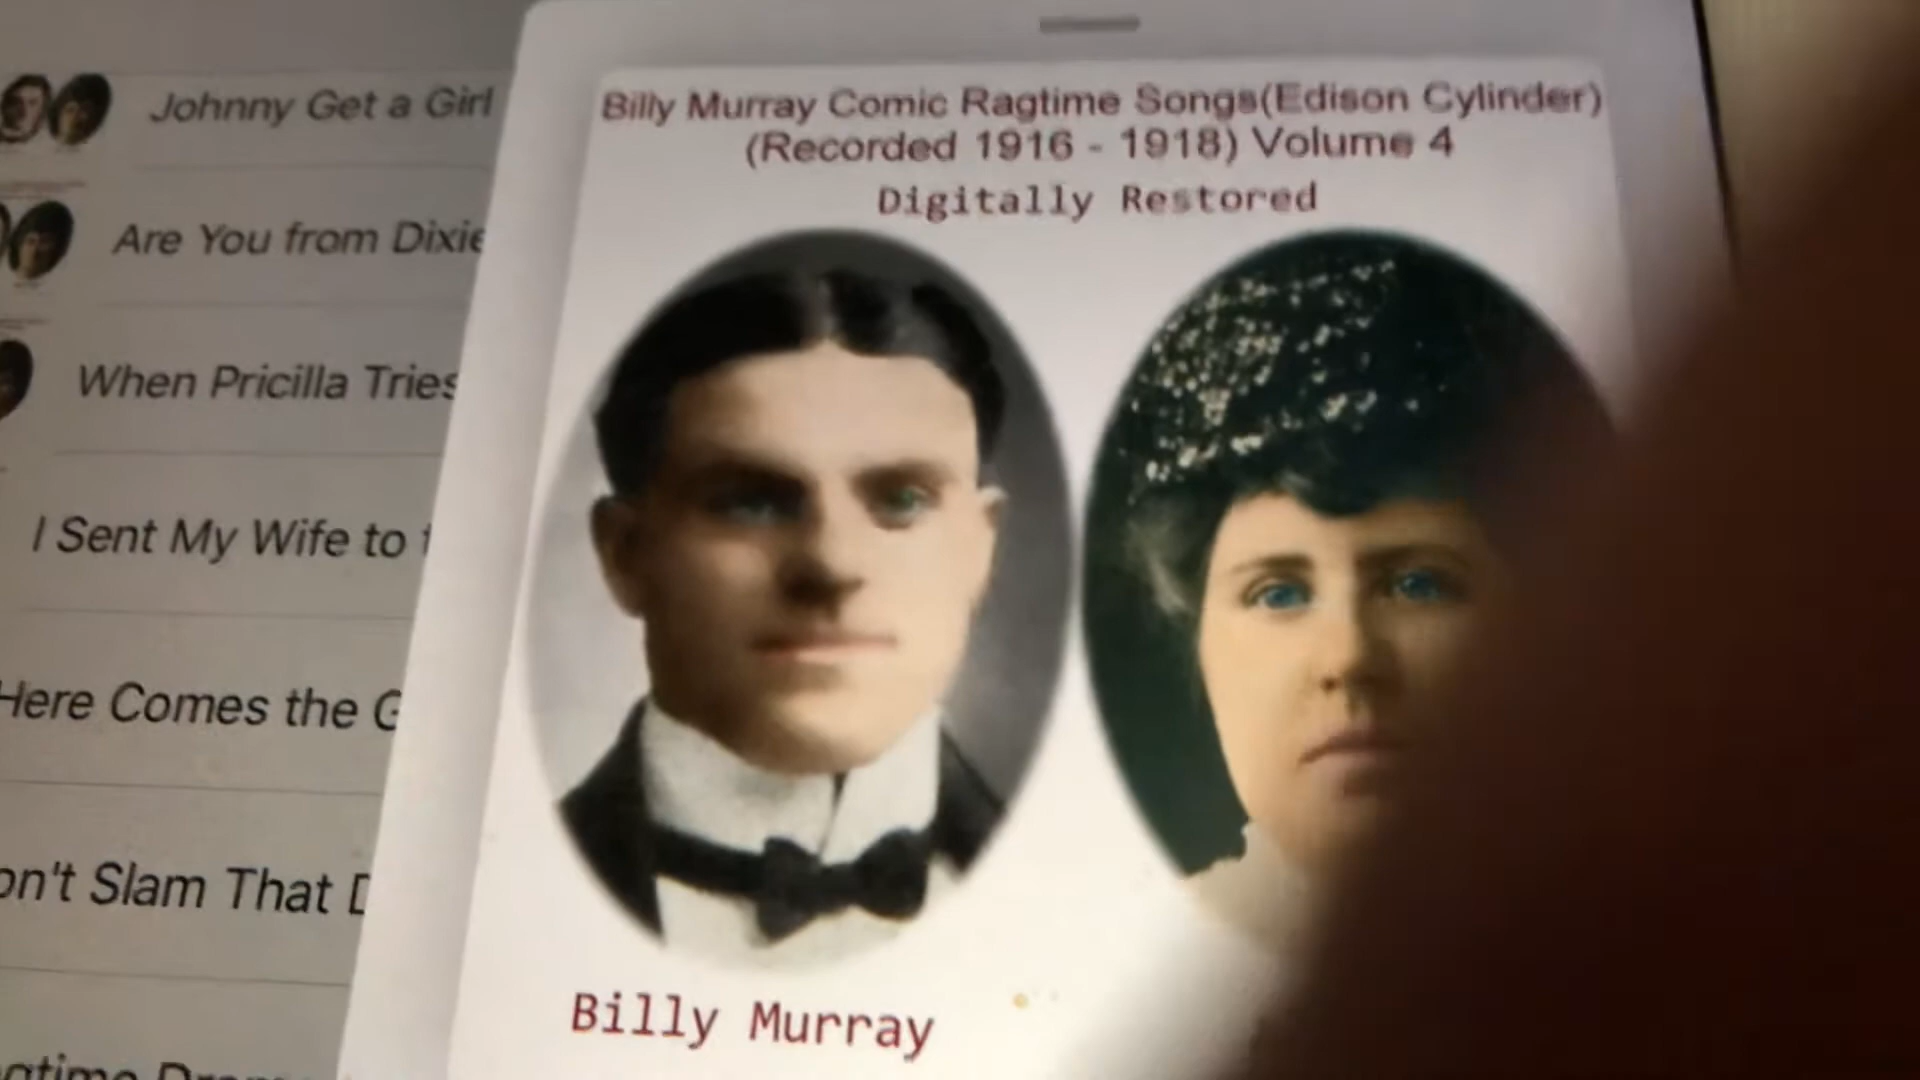 Johnny Get a Girl
Are You from Dixie
When Pricilla Tries
I Sent My Wife to
Here Comes the
Slam That
Billy Murray Comic Ragtime Songs(Edison Cylinder)
(Recorded 1916 - 1918) Volume 4
Digitally Restored
Billy Murray